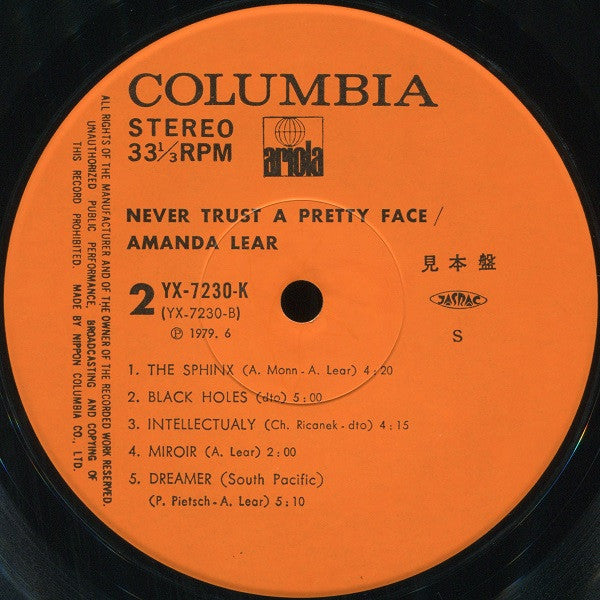 COLUMBIA
STEREO
33 1/3 RPM
ariola
NEVER TRUST A PRETTY FACE /
AMANDA LEAR
見本盤
2 YX-7230-K
(YX-7230-B)
Ⓟ 1979. 6
JASRAC
S
1. THE SPHINX (A. Monn - A. Lear) 4:20
2. BLACK HOLES (dto) 5:00
3. INTELLECTUALY (Ch. Ricanek - dto) 4:15
4. MIROIR (A. Lear) 2:00
5. DREAMER (South Pacific)
(P. Pietsch - A. Lear) 5:10
ALL RIGHTS OF THE MANUFACTURER AND OF THE OWNER OF THE RECORDED WORK RESERVED.
UNAUTHORIZED PUBLIC PERFORMANCE, BROADCASTING AND COPYING OF
THIS RECORD PROHIBITED. MADE BY NIPPON COLUMBIA CO., LTD.